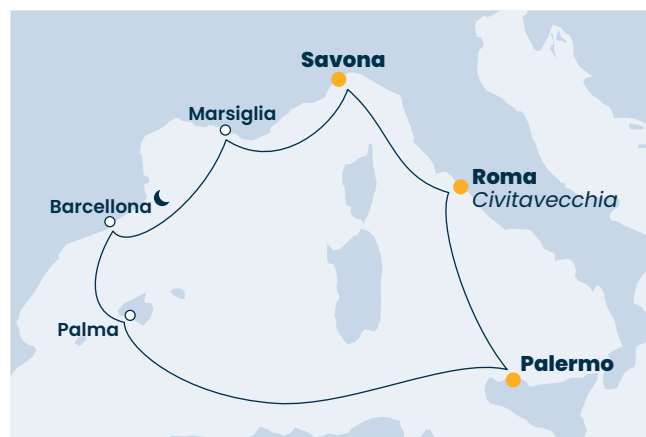 Savona
Marsiglia
Roma
Civitavecchia
Barcellona
Palma
Palermo